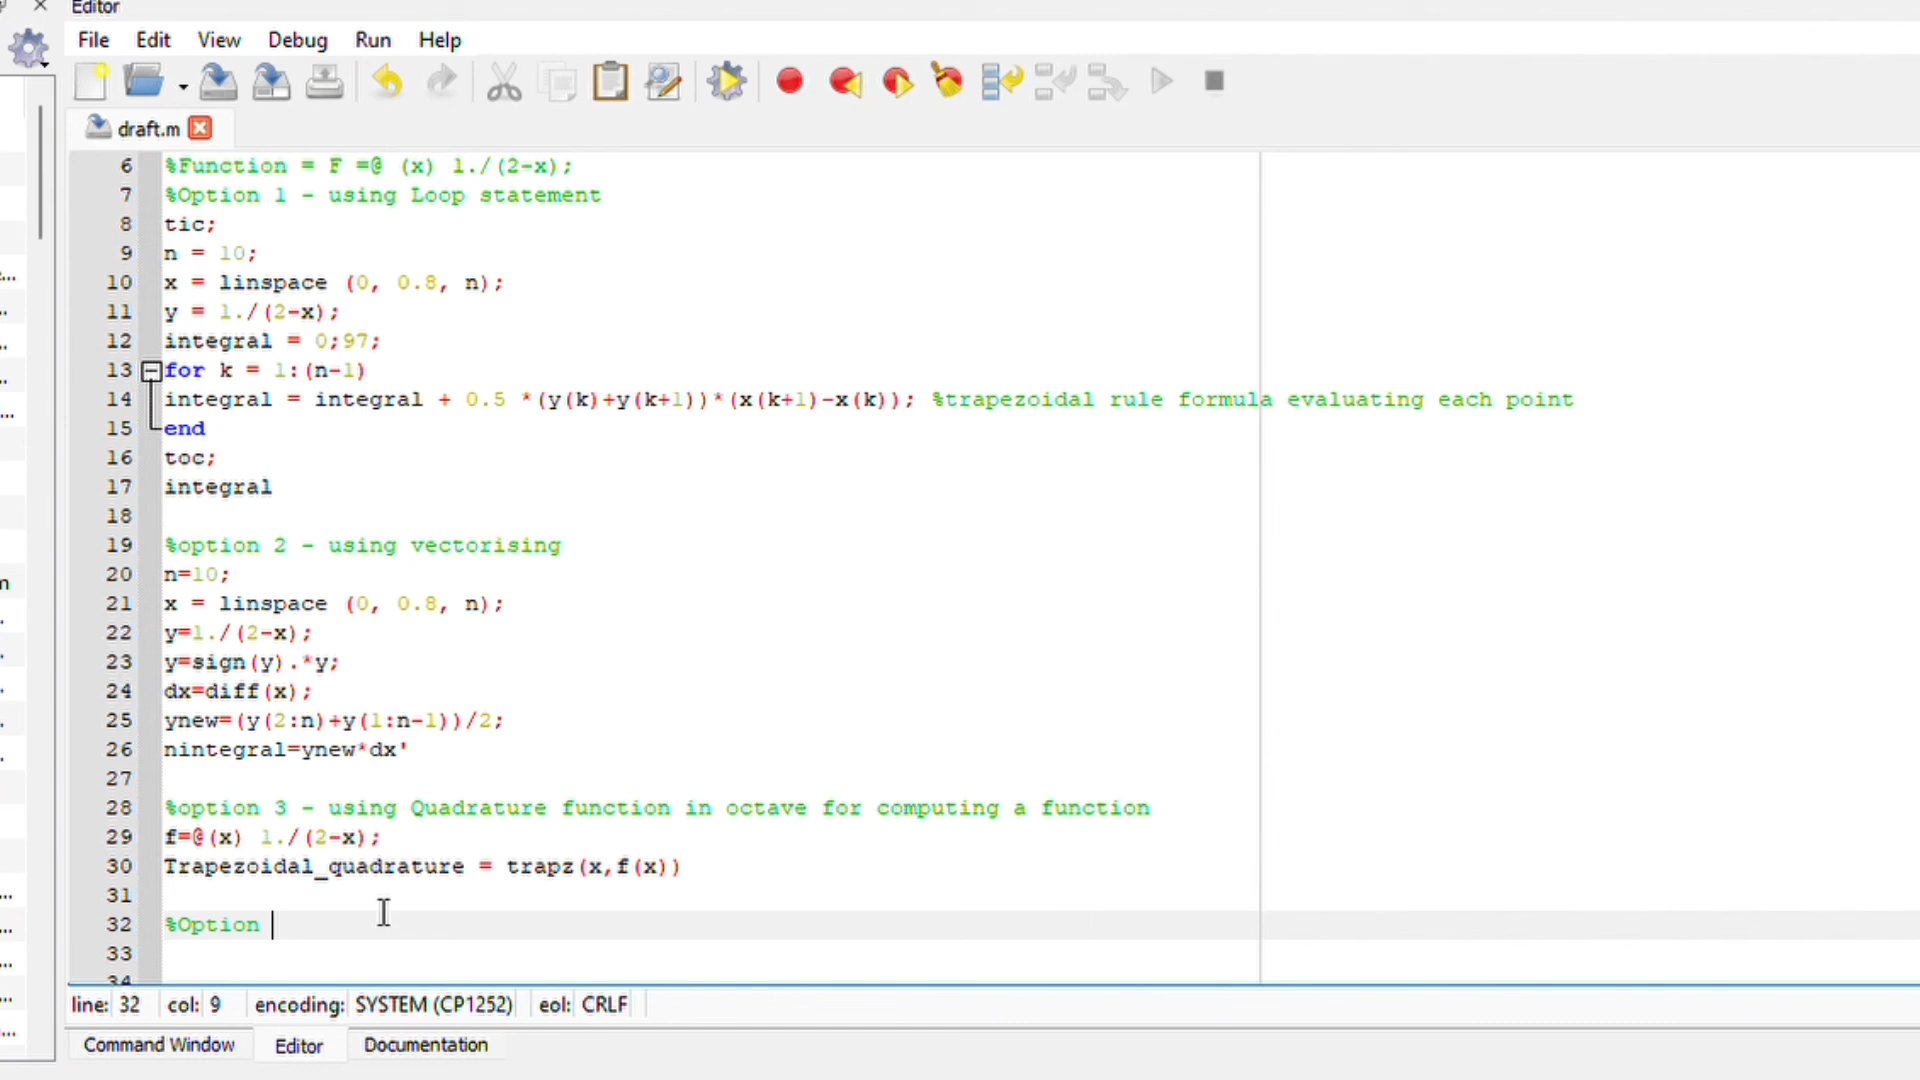 Editor
File Edit View Debug Run Help
draft.m
6 %Function = F =@ (x) 1./(2-x);
7 %Option 1 - using Loop statement
8 tic;
9 n = 10;
10 x = linspace (0, 0.8, n);
11 y = 1./(2-x);
12 integral = 0;97;
13 for k = 1:(n-1)
14 integral = integral + 0.5 *(y(k)+y(k+1))*(x(k+1)-x(k)); %trapezoidal rule formula evaluating each point
15 end
16 toc;
17 integral
18
19 %option 2 - using vectorising
20 n=10;
21 x = linspace (0, 0.8, n);
22 y=1./(2-x);
23 y=sign(y).*y;
24 dx=diff(x);
25 ynew=(y(2:n)+y(1:n-1))/2;
26 nintegral=ynew*dx'
27
28 %option 3 - using Quadrature function in octave for computing a function
29 f=@(x) 1./(2-x);
30 Trapezoidal_quadrature = trapz(x,f(x))
31
32 %Option
33
34
line: 32 col: 9 encoding: SYSTEM (CP1252) eol: CRLF
Command Window Editor Documentation